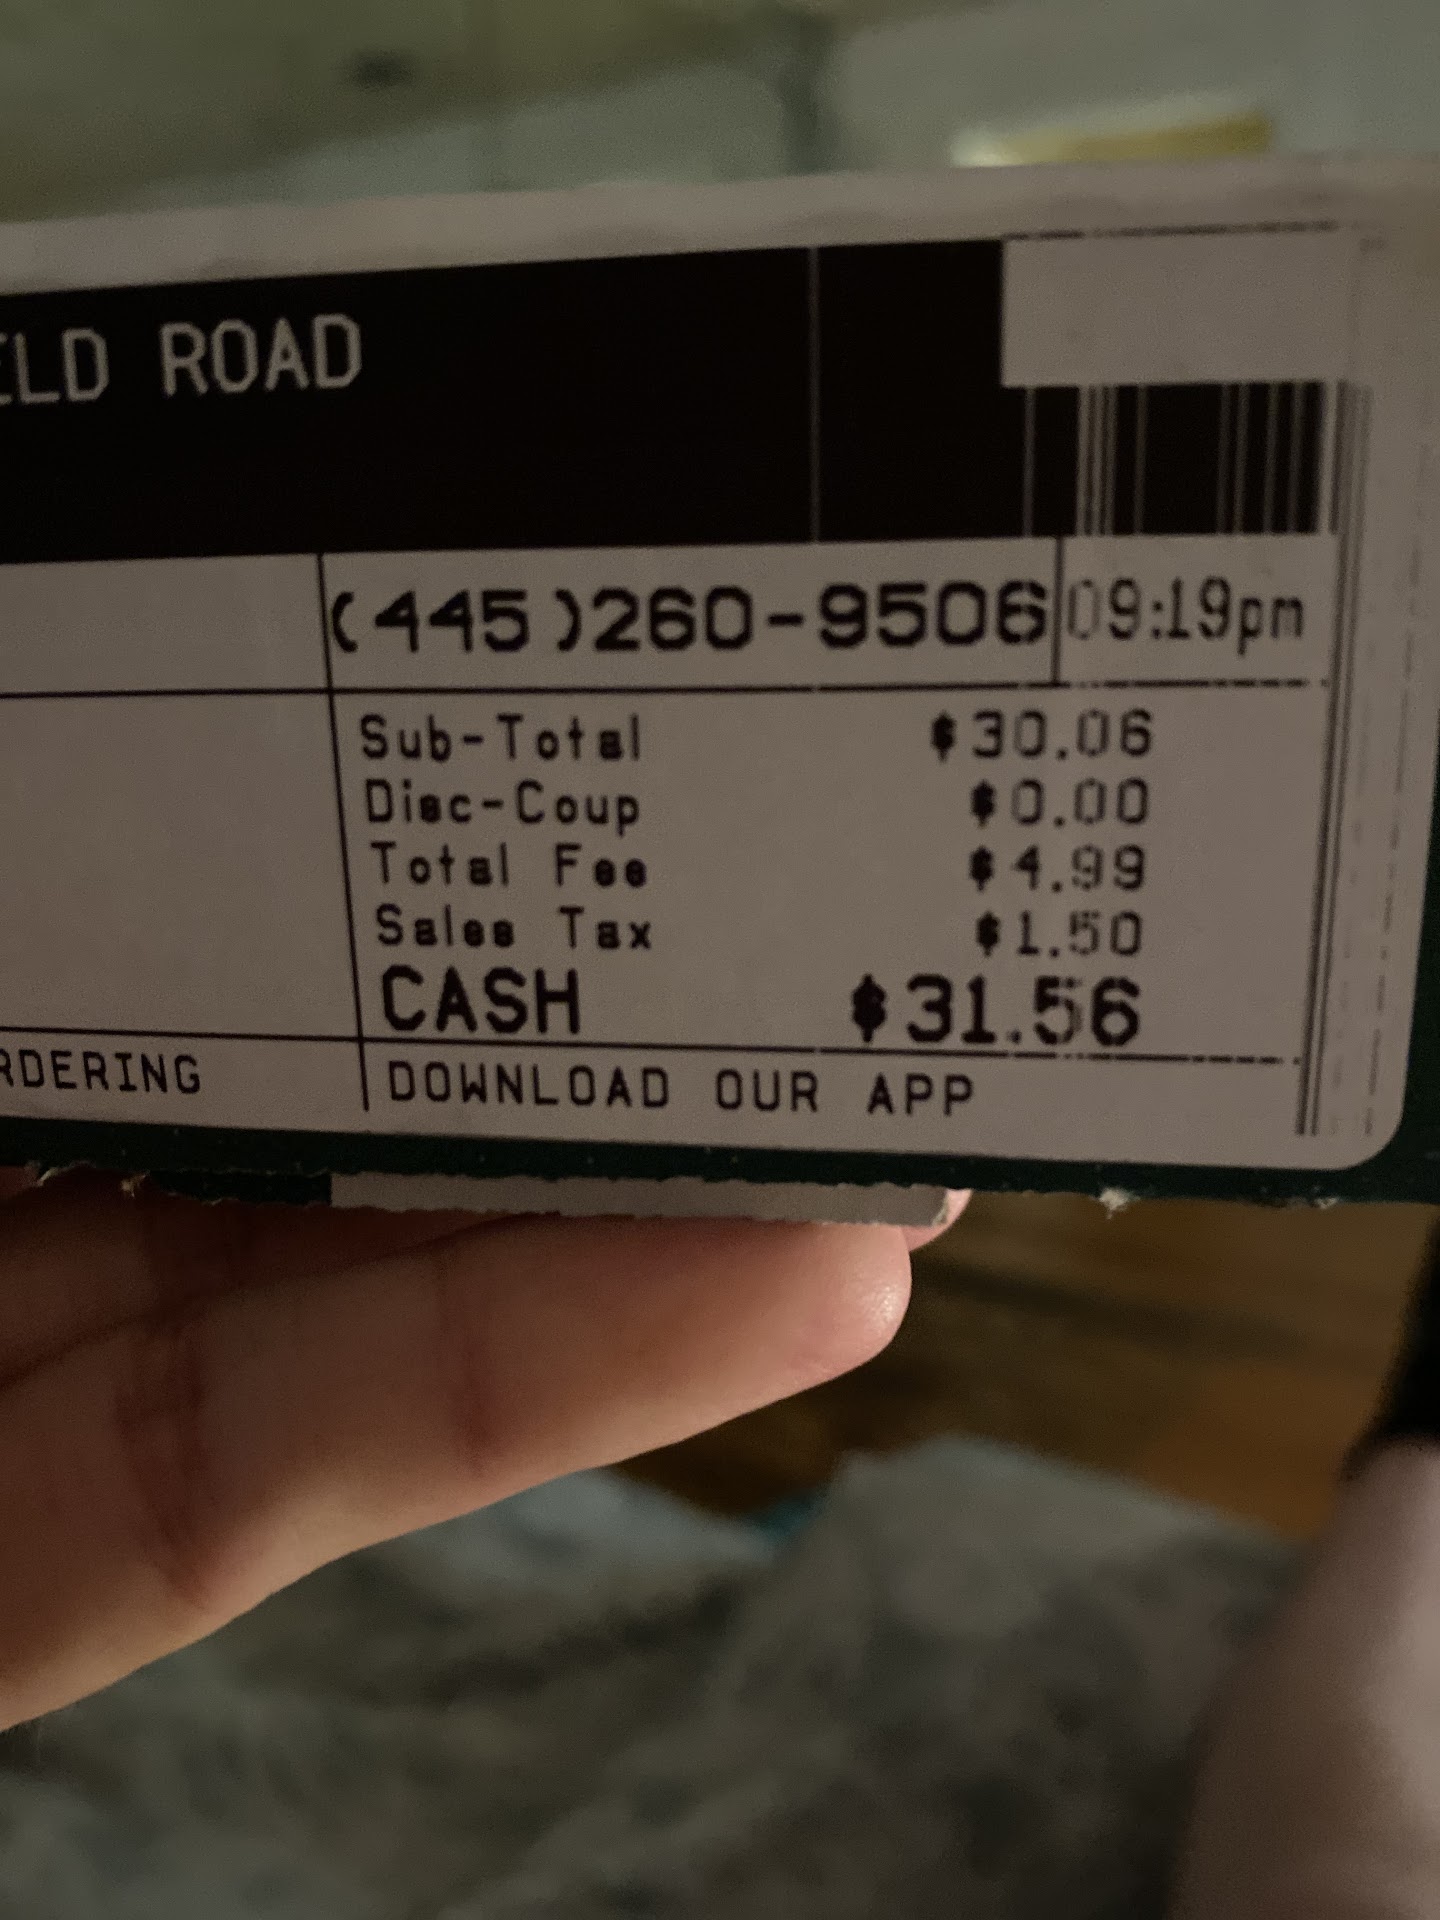 ELD ROAD
(445)260-9506 09:19pm
Sub-Total $30.06
Disc-Coup $0.00
Total Fee $4.99
Sales Tax $1.50
CASH $31.56
RDERING DOWNLOAD OUR APP